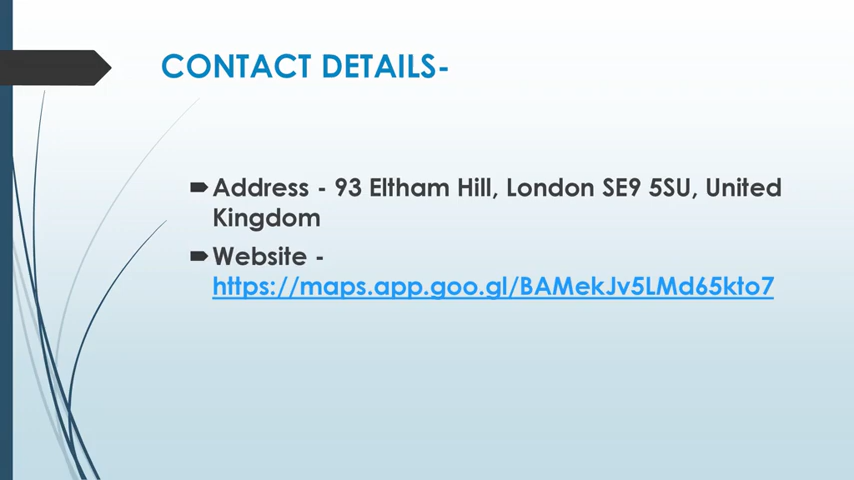 CONTACT DETAILS-
Address - 93 Eltham Hill, London SE9 5SU, United
Kingdom
Website -
https://maps.app.goo.gl/BAMekJv5LMd65kto7